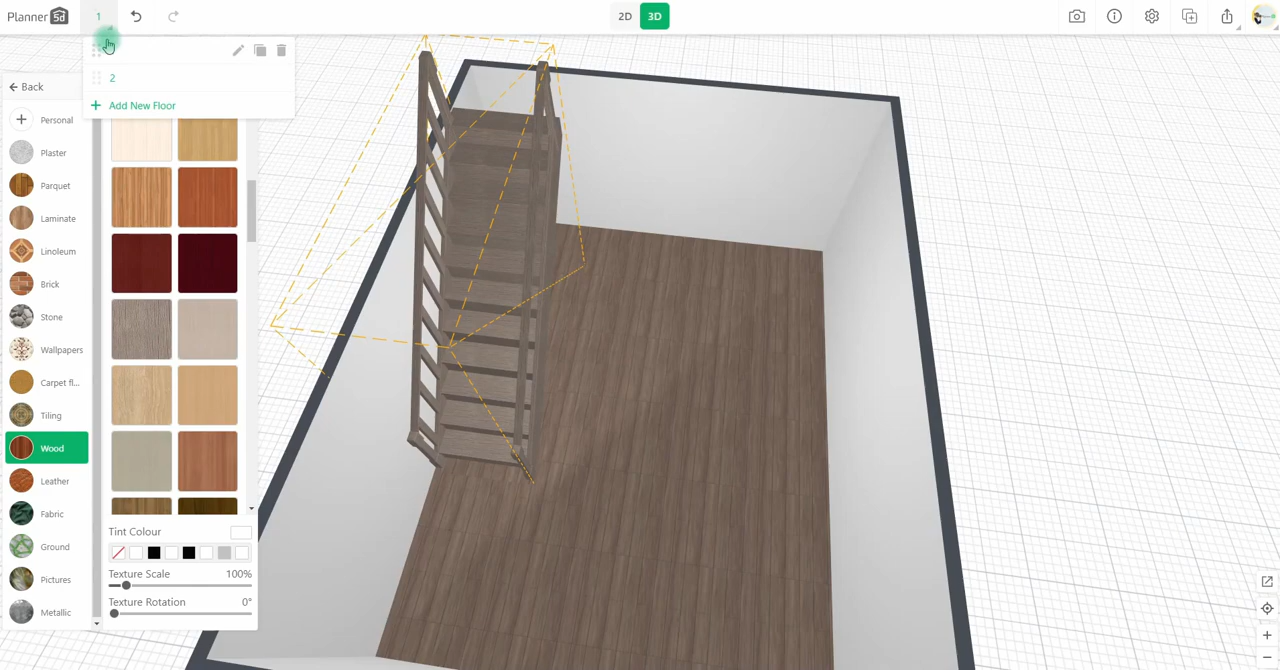 Planner 5d
1
2D
3D
2
Add New Floor
Back
Personal
Plaster
Parquet
Laminate
Linoleum
Brick
Stone
Wallpapers
Carpet fl...
Tiling
Wood
Leather
Fabric
Ground
Pictures
Metallic
Tint Colour
Texture Scale 100%
Texture Rotation 0°